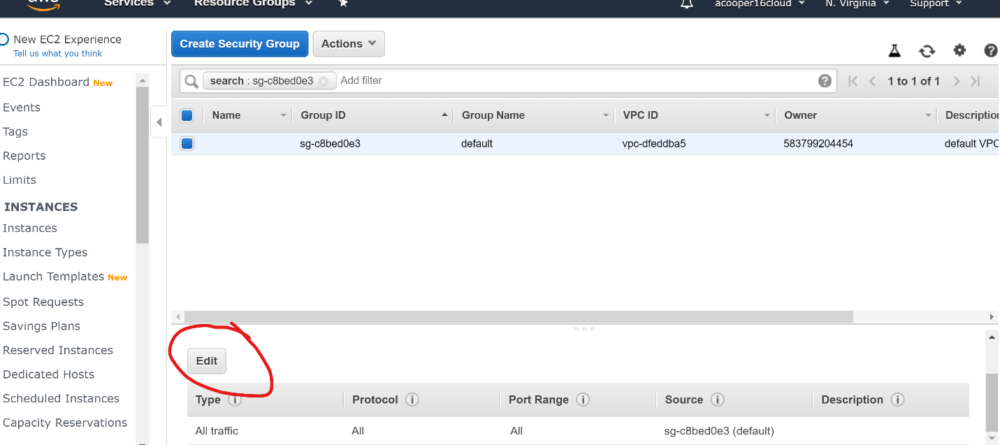 aws Services Resource Groups acooper16cloud N. Virginia Support
New EC2 Experience
Tell us what you think
EC2 Dashboard New
Events
Tags
Reports
Limits
INSTANCES
Instances
Instance Types
Launch Templates New
Spot Requests
Savings Plans
Reserved Instances
Dedicated Hosts
Scheduled Instances
Capacity Reservations
Create Security Group Actions
search : sg-c8bed0e3 Add filter 1 to 1 of 1
Name Group ID Group Name VPC ID Owner Description
sg-c8bed0e3 default vpc-dfeddba5 583799204454 default VPC
Edit
Type Protocol Port Range Source Description
All traffic All All sg-c8bed0e3 (default)